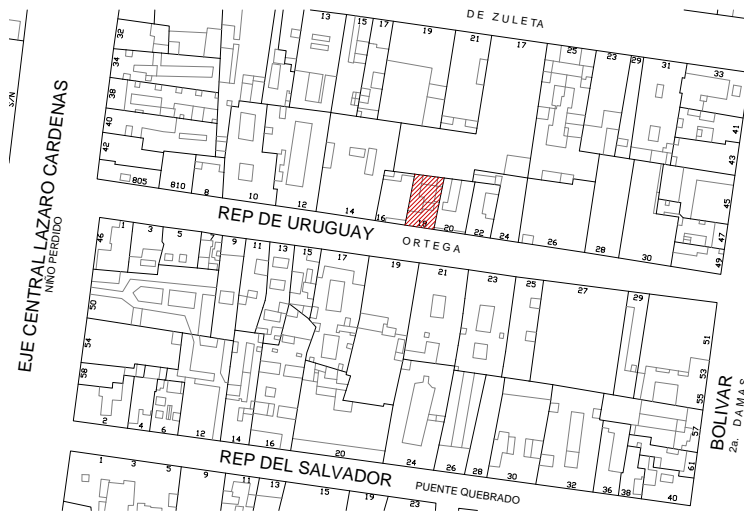 DE ZULETA
13 15 17 19 21 17 25 23 29 31 33
32
34
38
40
42
41
43
45
47
49
S/N
EJE CENTRAL LAZARO CARDENAS
NIÑO PERDIDO
805 810 8 10 12 14 16 18 20 22 24 26 28 30
REP DE URUGUAY
ORTEGA
46 1 3 5 7 9 11 13 15 17 19 21 23 25 27 29
50
54
58
51
53
55
57
61
BOLIVAR
2a. DAMAS
2 4 6 12 14 16 20 24 26 28 30 32 36 38 40
REP DEL SALVADOR
PUENTE QUEBRADO
1 3 5 9 11 13 15 19 23